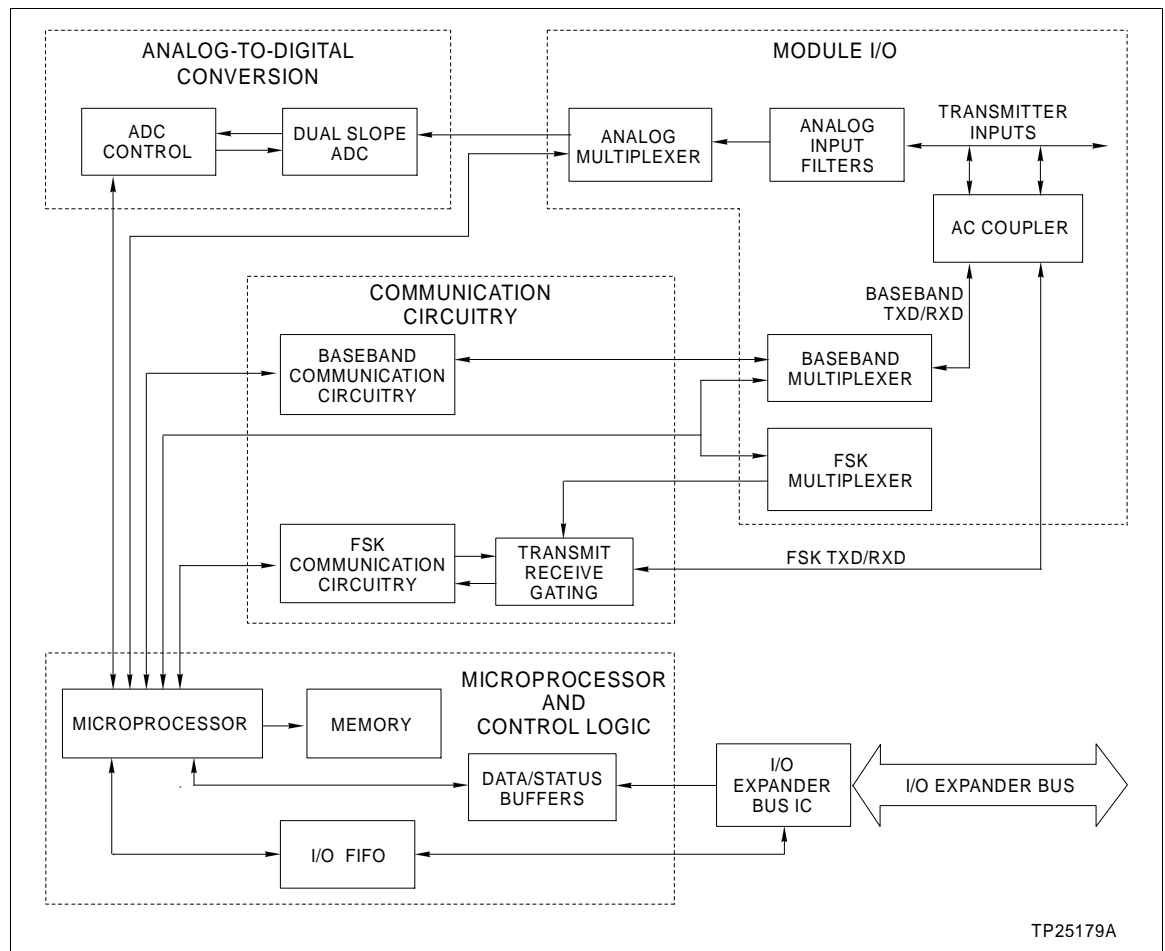 ANALOG-TO-DIGITAL
CONVERSION
MODULE I/O
ADC
CONTROL
DUAL SLOPE
ADC
ANALOG
MULTIPLEXER
ANALOG
INPUT
FILTERS
TRANSMITTER
INPUTS
AC COUPLER
COMMUNICATION
CIRCUITRY
BASEBAND
TXD/RXD
BASEBAND
COMMUNICATION
CIRCUITRY
BASEBAND
MULTIPLEXER
FSK
MULTIPLEXER
FSK
COMMUNICATION
CIRCUITRY
TRANSMIT
RECEIVE
GATING
FSK TXD/RXD
MICROPROCESSOR
AND
CONTROL LOGIC
MICROPROCESSOR
MEMORY
DATA/STATUS
BUFFERS
I/O
EXPANDER
BUS IC
I/O EXPANDER BUS
I/O FIFO
TP25179A